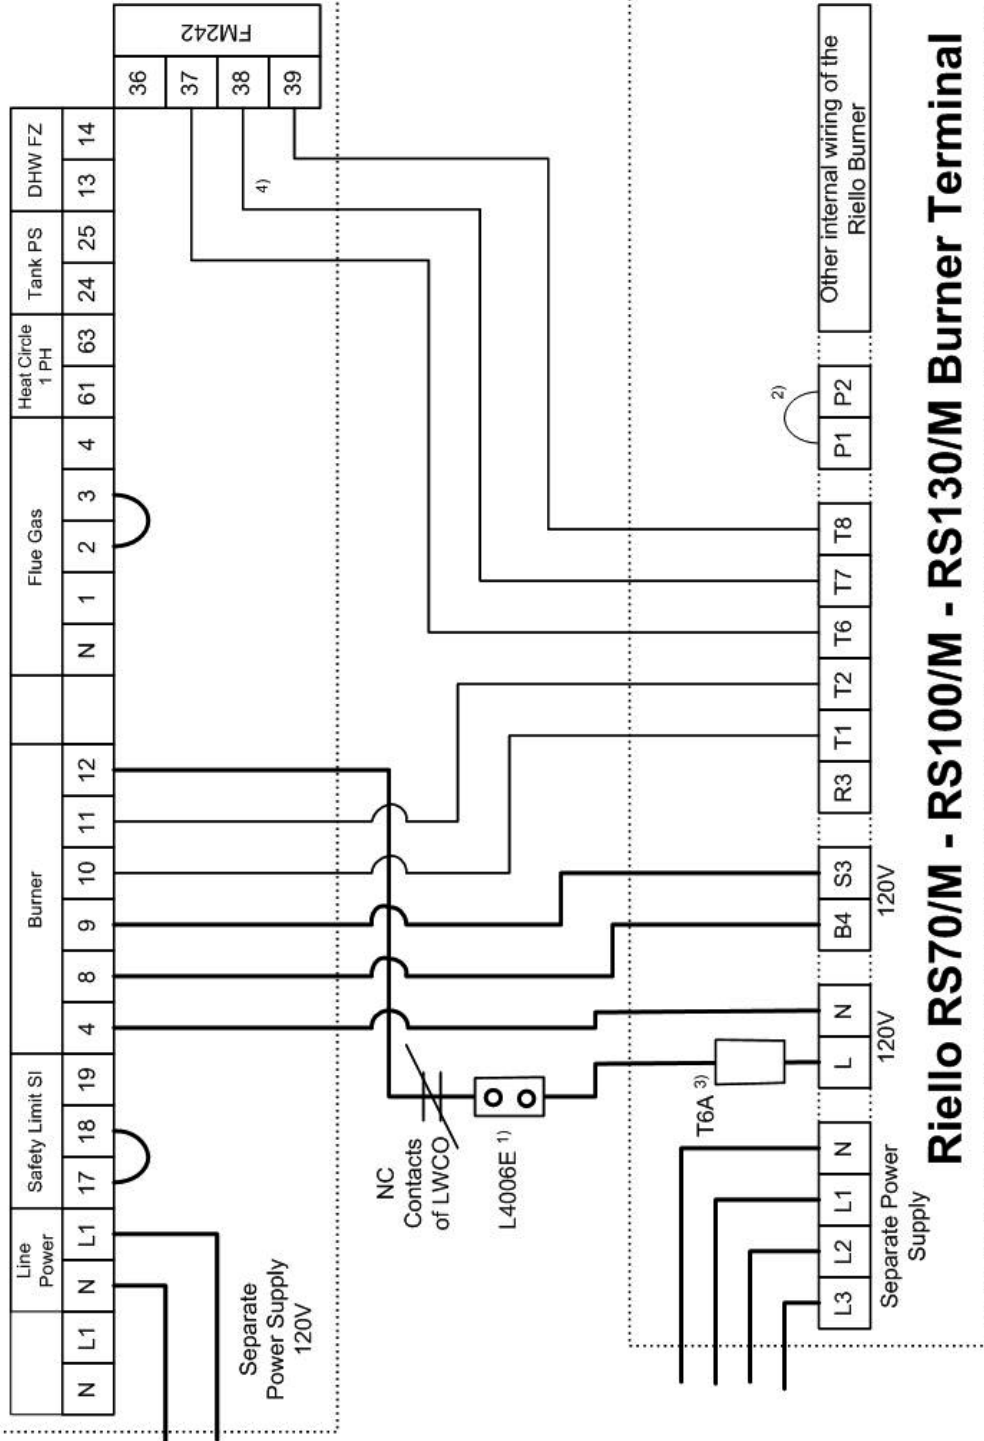 Line
Power
Safety Limit SI
Burner
Flue Gas
Heat Circle
1 PH
Tank PS
DHW FZ
N L1 N L1 17 18 19 4 8 9 10 11 12 N 1 2 3 4 61 63 24 25 13 14
36
37
38
39
FM242
Separate
Power Supply
120V
4)
NC
Contacts
of LWCO
L4006E 1)
T6A 3)
2)
L3 L2 L1 N L N B4 S3 R3 T1 T2 T6 T7 T8 P1 P2
Other internal wiring of the
Riello Burner
Separate Power
Supply
120V
120V
Riello RS70/M - RS100/M - RS130/M Burner Terminal